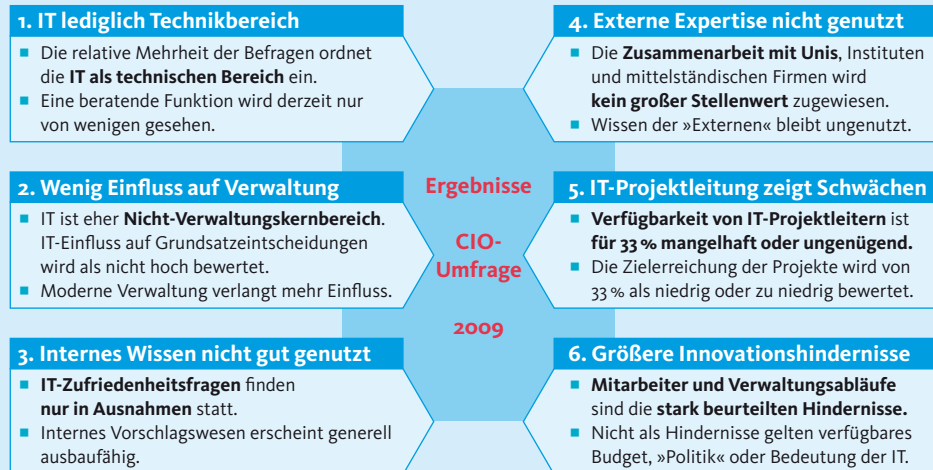 1. IT lediglich Technikbereich
■ Die relative Mehrheit der Befragen ordnet
die IT als technischen Bereich ein.
■ Eine beratende Funktion wird derzeit nur
von wenigen gesehen.
2. Wenig Einfluss auf Verwaltung
■ IT ist eher Nicht-Verwaltungskernbereich.
IT-Einfluss auf Grundsatzeintscheidungen
wird als nicht hoch bewertet.
■ Moderne Verwaltung verlangt mehr Einfluss.
3. Internes Wissen nicht gut genutzt
■ IT-Zufriedenheitsfragen finden
nur in Ausnahmen statt.
■ Internes Vorschlagswesen erscheint generell
ausbaufähig.
Ergebnisse
CIO-
Umfrage
2009
4. Externe Expertise nicht genutzt
■ Die Zusammenarbeit mit Unis, Instituten
und mittelständischen Firmen wird
kein großer Stellenwert zugewiesen.
■ Wissen der »Externen« bleibt ungenutzt.
5. IT-Projektleitung zeigt Schwächen
■ Verfügbarkeit von IT-Projektleitern ist
für 33 % mangelhaft oder ungenügend.
■ Die Zielerreichung der Projekte wird von
33 % als niedrig oder zu niedrig bewertet.
6. Größere Innovationshindernisse
■ Mitarbeiter und Verwaltungsabläufe
sind die stark beurteilten Hindernisse.
■ Nicht als Hindernisse gelten verfügbares
Budget, »Politik« oder Bedeutung der IT.